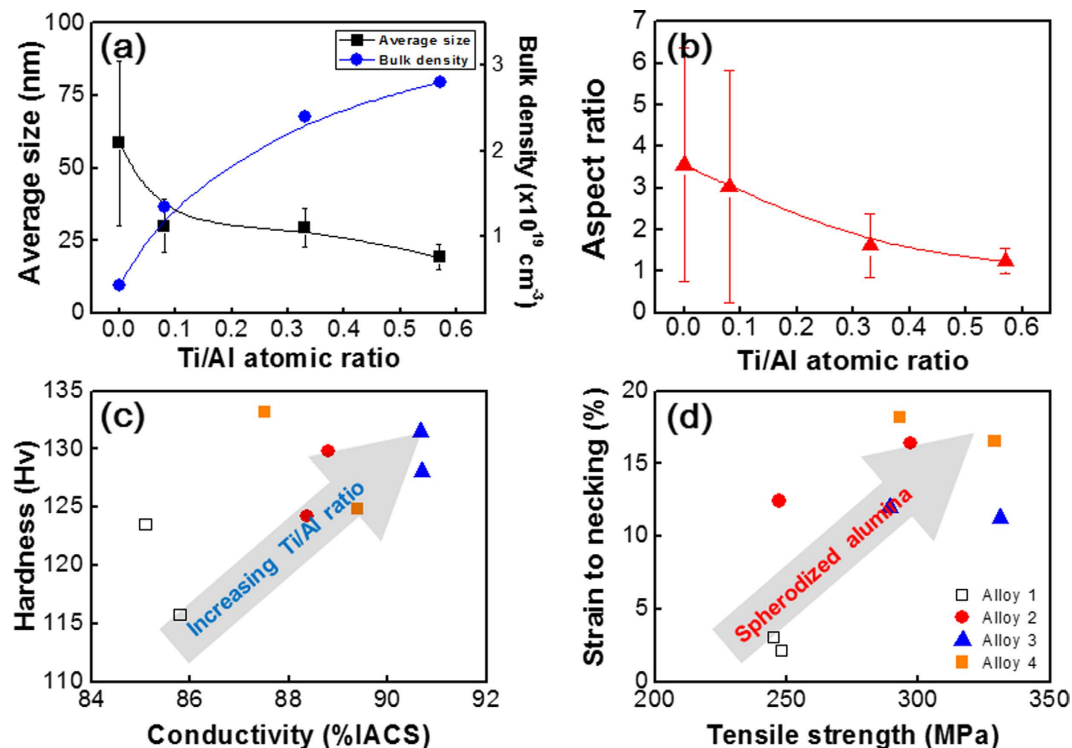 (a)
Average size
Bulk density
100
75
50
25
0
Average size (nm)
3
2
1
Bulk density (x10^19 cm^-3)
0.0 0.1 0.2 0.3 0.4 0.5 0.6
Ti/Al atomic ratio
(b)
7
6
5
4
3
2
1
0
Aspect ratio
0.0 0.1 0.2 0.3 0.4 0.5 0.6
Ti/Al atomic ratio
(c)
135
130
125
120
115
110
Hardness (Hv)
Increasing Ti/Al ratio
84 86 88 90 92
Conductivity (%IACS)
(d)
20
15
10
5
0
Strain to necking (%)
Spherodized alumina
Alloy 1
Alloy 2
Alloy 3
Alloy 4
200 250 300 350
Tensile strength (MPa)